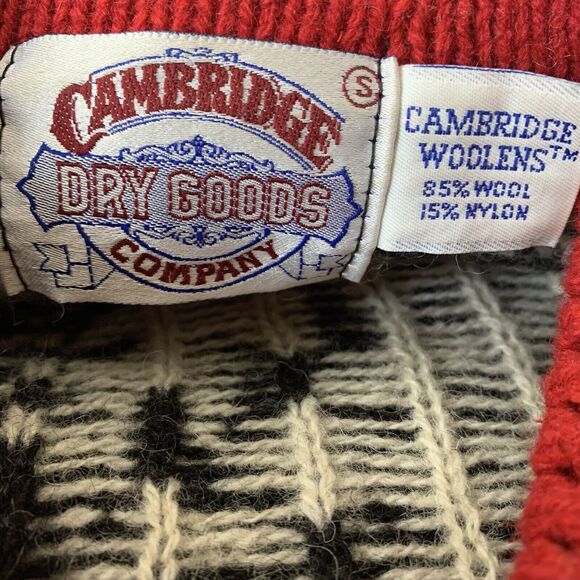 CAMBRIDGE
DRY GOODS
COMPANY
S
CAMBRIDGE
WOOLENS™
85% WOOL
15% NYLON